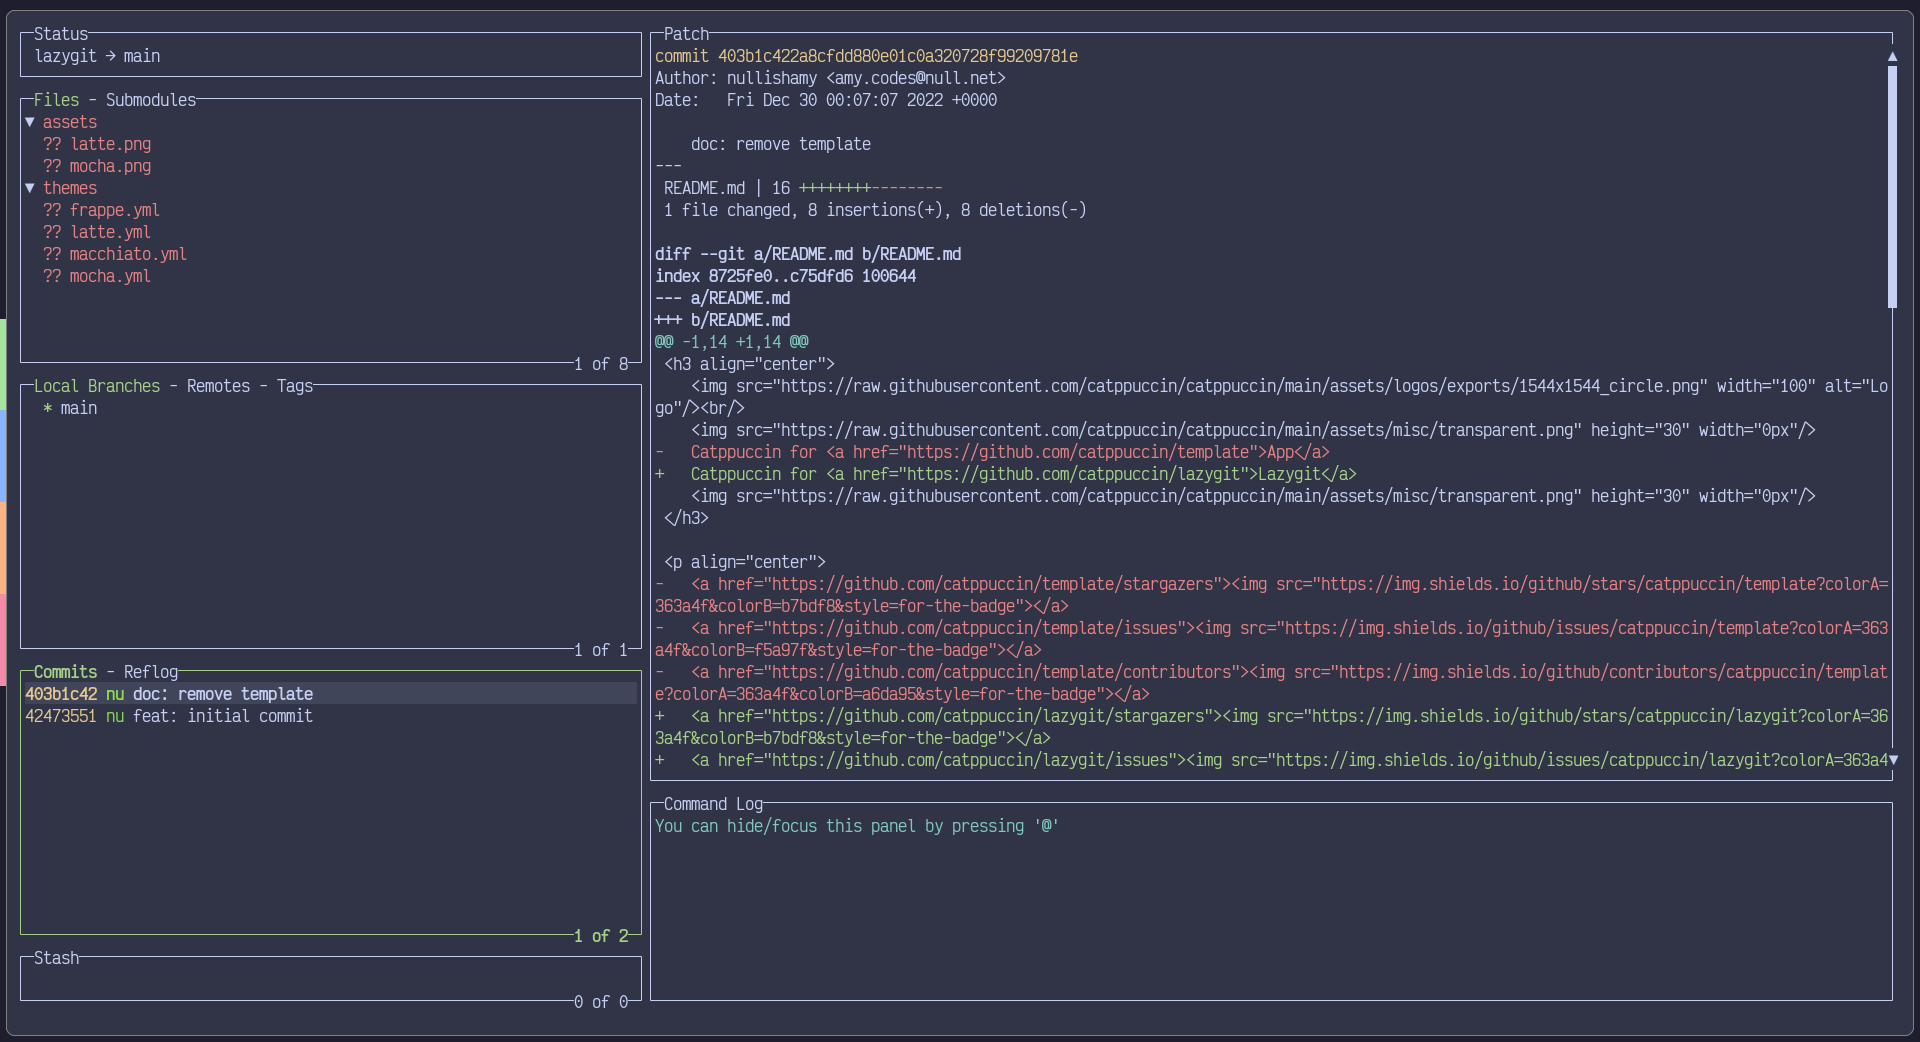 Status
lazygit → main
Files - Submodules
▼ assets
?? latte.png
?? mocha.png
▼ themes
?? frappe.yml
?? latte.yml
?? macchiato.yml
?? mocha.yml
1 of 8
Local Branches - Remotes - Tags
* main
1 of 1
Commits - Reflog
403b1c42 nu doc: remove template
42473551 nu feat: initial commit
1 of 2
Stash
0 of 0
Patch
commit 403b1c422a8cfdd880e01c0a320728f99209781e
Author: nullishamy <amy.codes@null.net>
Date:   Fri Dec 30 00:07:07 2022 +0000
    doc: remove template
---
 README.md | 16 ++++++++--------
 1 file changed, 8 insertions(+), 8 deletions(-)
diff --git a/README.md b/README.md
index 8725fe0..c75dfd6 100644
--- a/README.md
+++ b/README.md
@@ -1,14 +1,14 @@
 <h3 align="center">
    <img src="https://raw.githubusercontent.com/catppuccin/catppuccin/main/assets/logos/exports/1544x1544_circle.png" width="100" alt="Lo
go"/><br/>
    <img src="https://raw.githubusercontent.com/catppuccin/catppuccin/main/assets/misc/transparent.png" height="30" width="0px"/>
-   Catppuccin for <a href="https://github.com/catppuccin/template">App</a>
+   Catppuccin for <a href="https://github.com/catppuccin/lazygit">Lazygit</a>
    <img src="https://raw.githubusercontent.com/catppuccin/catppuccin/main/assets/misc/transparent.png" height="30" width="0px"/>
 </h3>
 <p align="center">
-   <a href="https://github.com/catppuccin/template/stargazers"><img src="https://img.shields.io/github/stars/catppuccin/template?colorA=
363a4f&colorB=b7bdf8&style=for-the-badge"></a>
-   <a href="https://github.com/catppuccin/template/issues"><img src="https://img.shields.io/github/issues/catppuccin/template?colorA=363
a4f&colorB=f5a97f&style=for-the-badge"></a>
-   <a href="https://github.com/catppuccin/template/contributors"><img src="https://img.shields.io/github/contributors/catppuccin/templat
e?colorA=363a4f&colorB=a6da95&style=for-the-badge"></a>
+   <a href="https://github.com/catppuccin/lazygit/stargazers"><img src="https://img.shields.io/github/stars/catppuccin/lazygit?colorA=36
3a4f&colorB=b7bdf8&style=for-the-badge"></a>
+   <a href="https://github.com/catppuccin/lazygit/issues"><img src="https://img.shields.io/github/issues/catppuccin/lazygit?colorA=363a4
Command Log
You can hide/focus this panel by pressing '@'